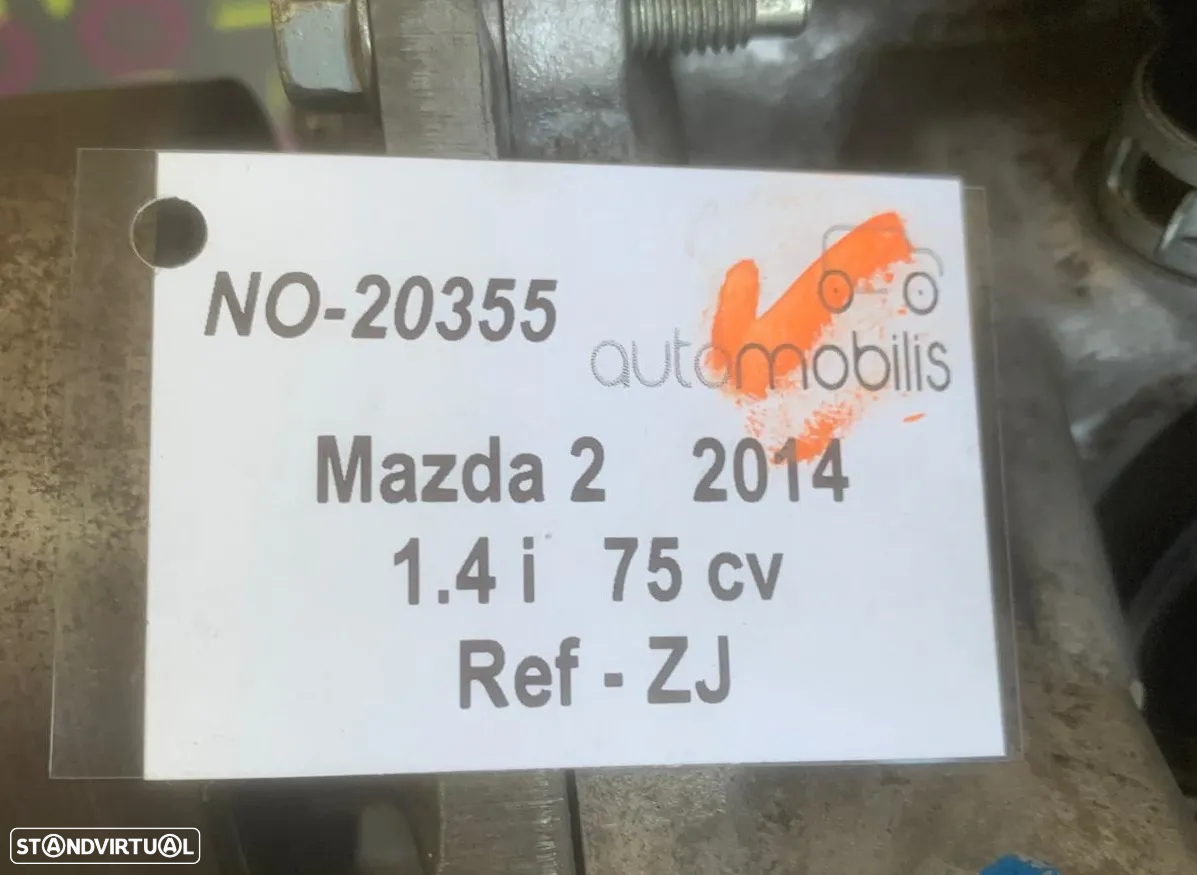 NO-20355
automobilis
Mazda 2 2014
1.4 i 75 cv
Ref - ZJ
STANDVIRTUAL